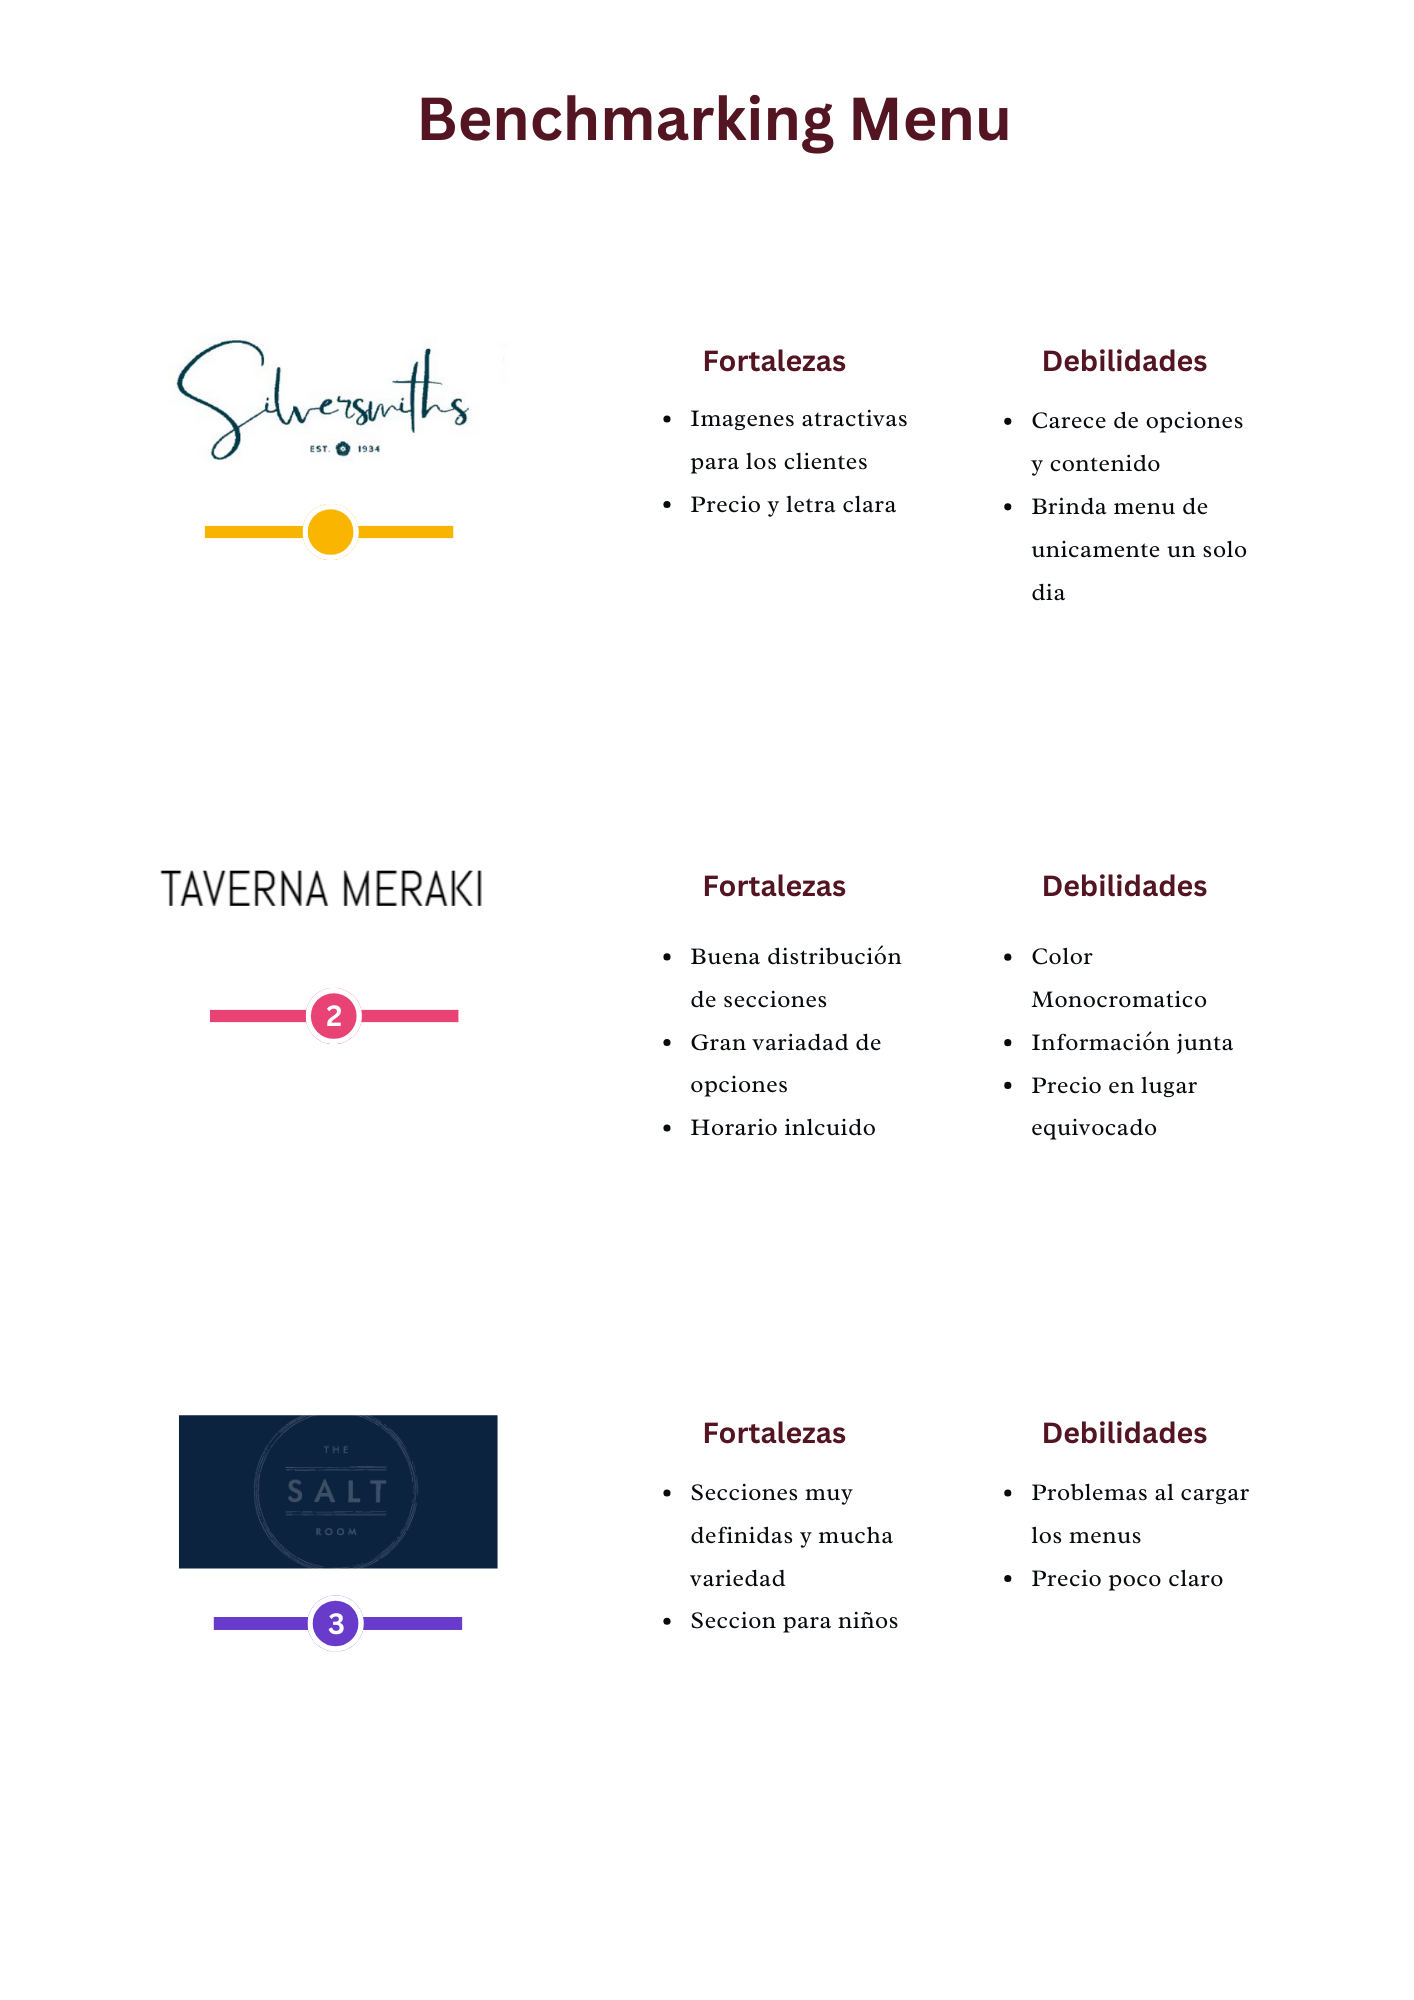 Benchmarking Menu
Silversmiths
EST. 1934
Fortalezas
• Imagenes atractivas
para los clientes
• Precio y letra clara
Debilidades
• Carece de opciones
y contenido
• Brinda menu de
unicamente un solo
dia
TAVERNA MERAKI
2
Fortalezas
• Buena distribución
de secciones
• Gran variadad de
opciones
• Horario inlcuido
Debilidades
• Color
Monocromatico
• Información junta
• Precio en lugar
equivocado
THE
SALT
ROOM
3
Fortalezas
• Secciones muy
definidas y mucha
variedad
• Seccion para niños
Debilidades
• Problemas al cargar
los menus
• Precio poco claro